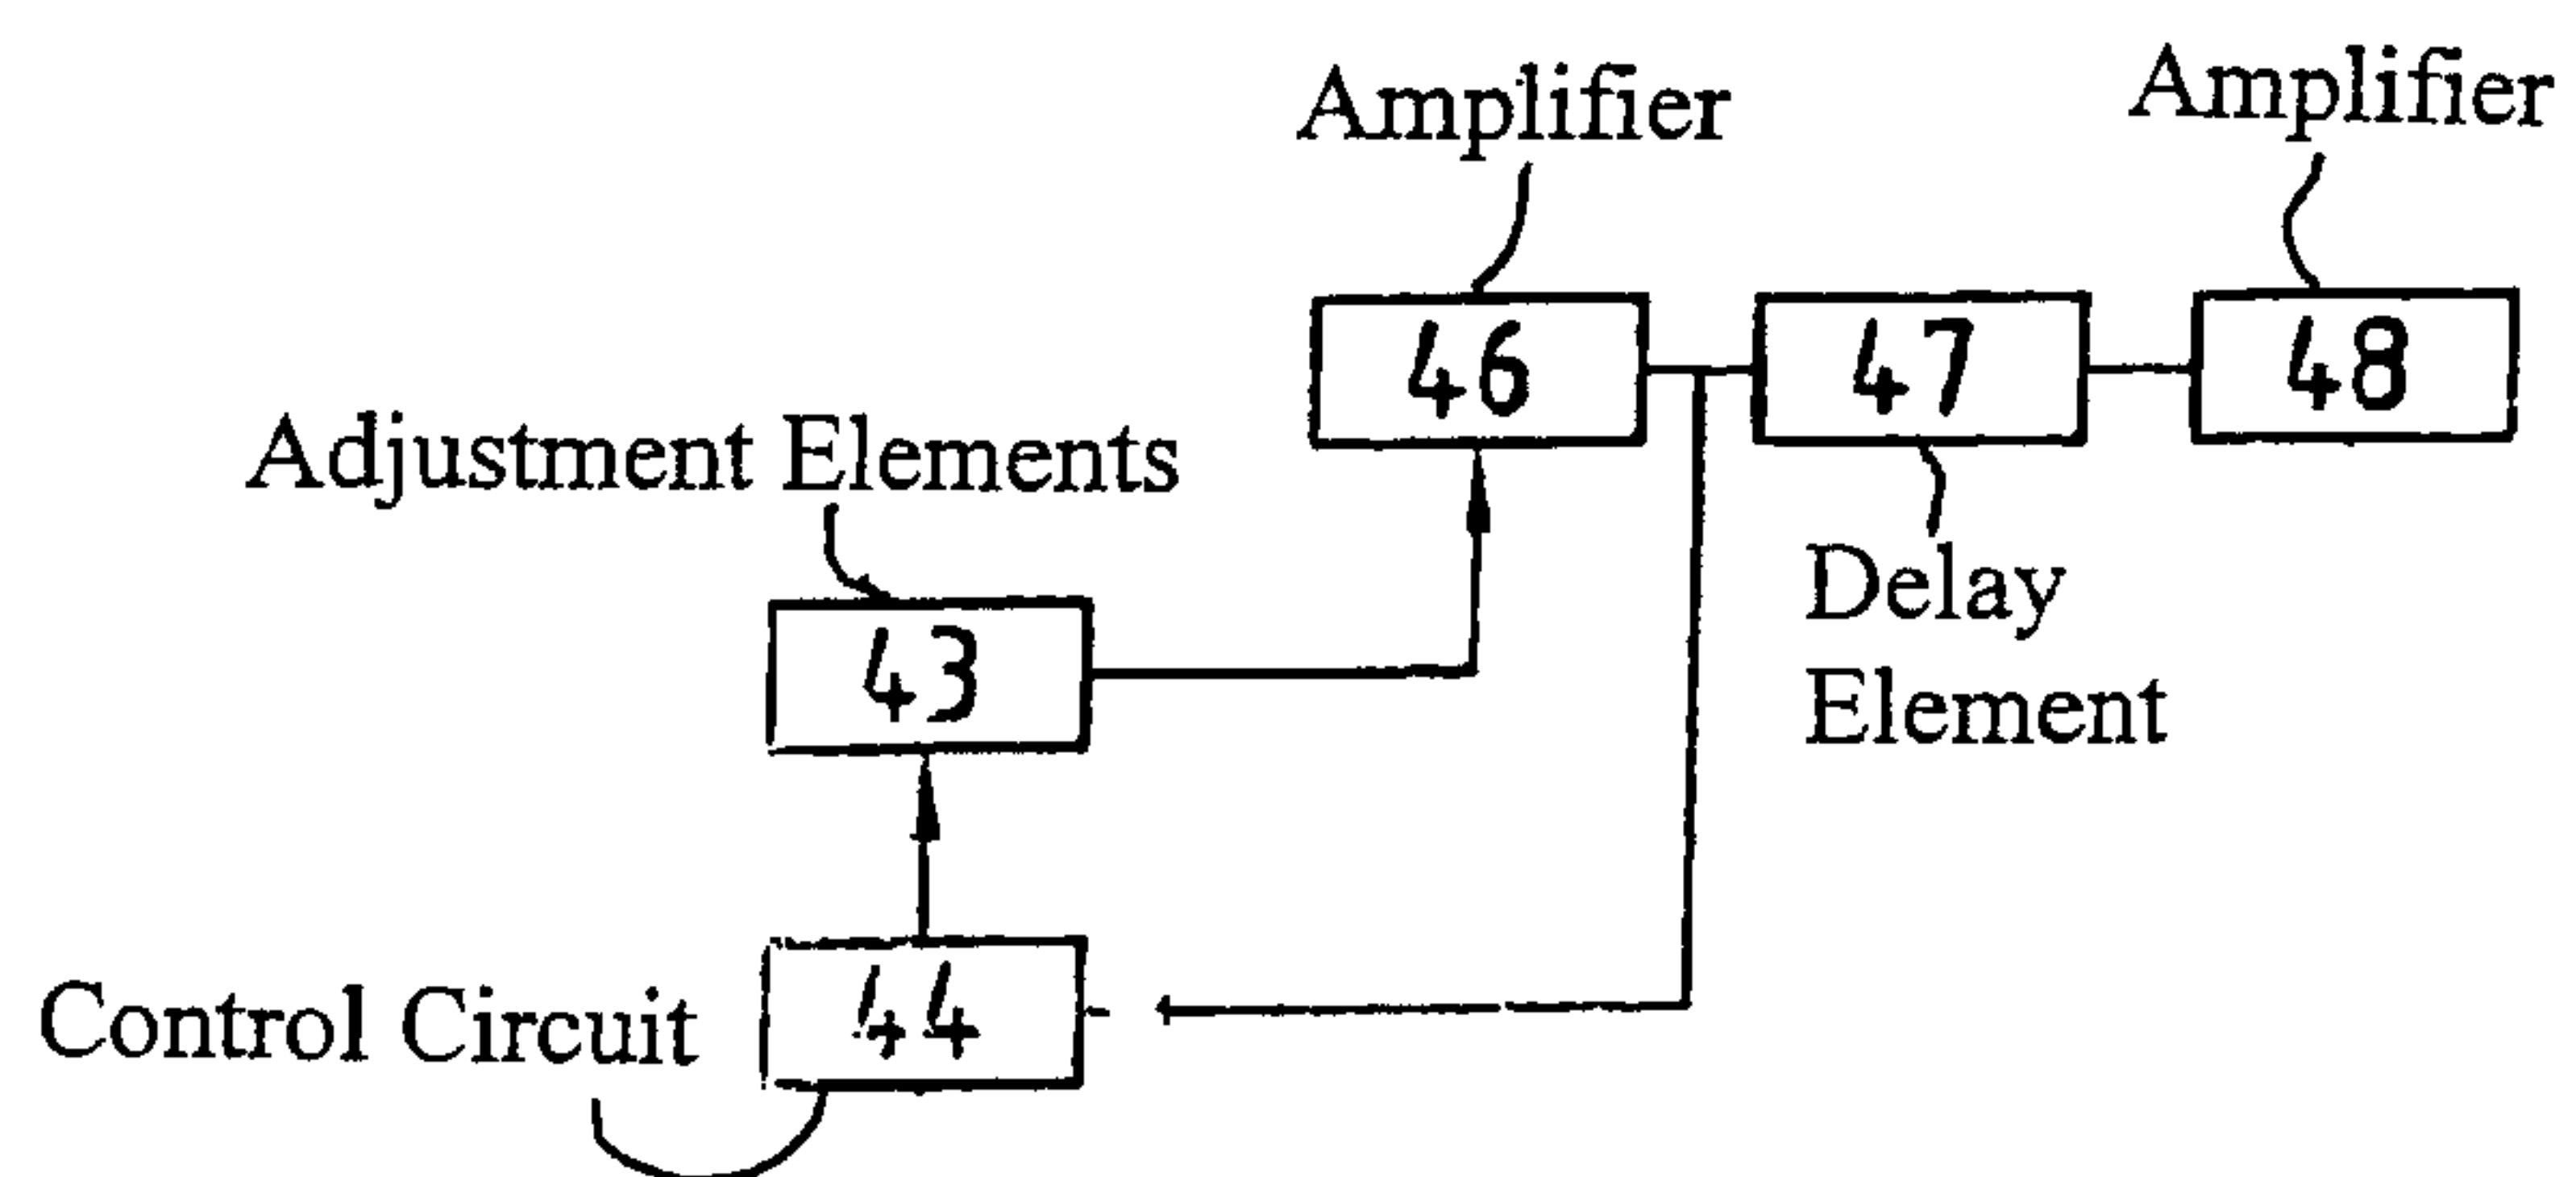 Amplifier
Amplifier
46
47
48
Adjustment Elements
Delay
Element
43
Control Circuit
44